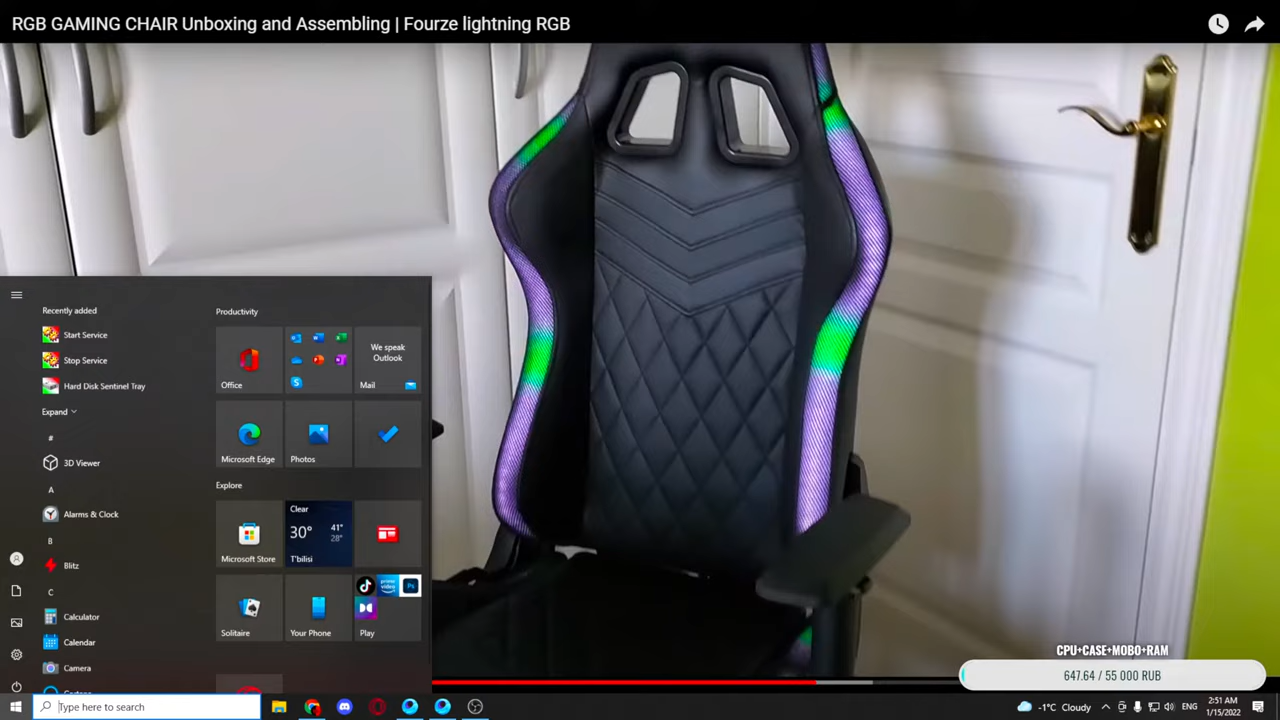 RGB GAMING CHAIR Unboxing and Assembling | Fourze lightning RGB
Recently added
Start Service
Stop Service
Hard Disk Sentinel Tray
Expand
#
3D Viewer
A
Alarms & Clock
B
Blitz
C
Calculator
Calendar
Camera
Productivity
Office
We speak
Outlook
Mail
Microsoft Edge
Photos
Explore
Microsoft Store
Clear
30°
41°
28°
T'bilisi
prime video
Ps
Solitaire
Your Phone
Play
CPU+CASE+MOBO+RAM
647.64 / 55 000 RUB
Type here to search
-1°C Cloudy
2:51 AM
1/15/2022